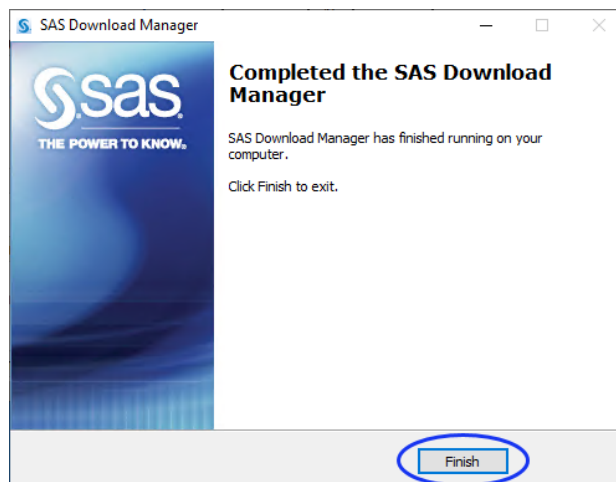 SAS Download Manager
sas
THE POWER TO KNOW.
Completed the SAS Download
Manager
SAS Download Manager has finished running on your
computer.
Click Finish to exit.
Finish